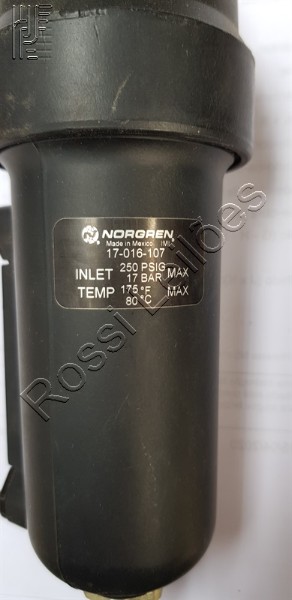 NORGREN
Made in Mexico IMI
17-016-107
INLET 250 PSIG MAX
17 BAR
TEMP 175 °F MAX
80 °C
Rossi Leilões